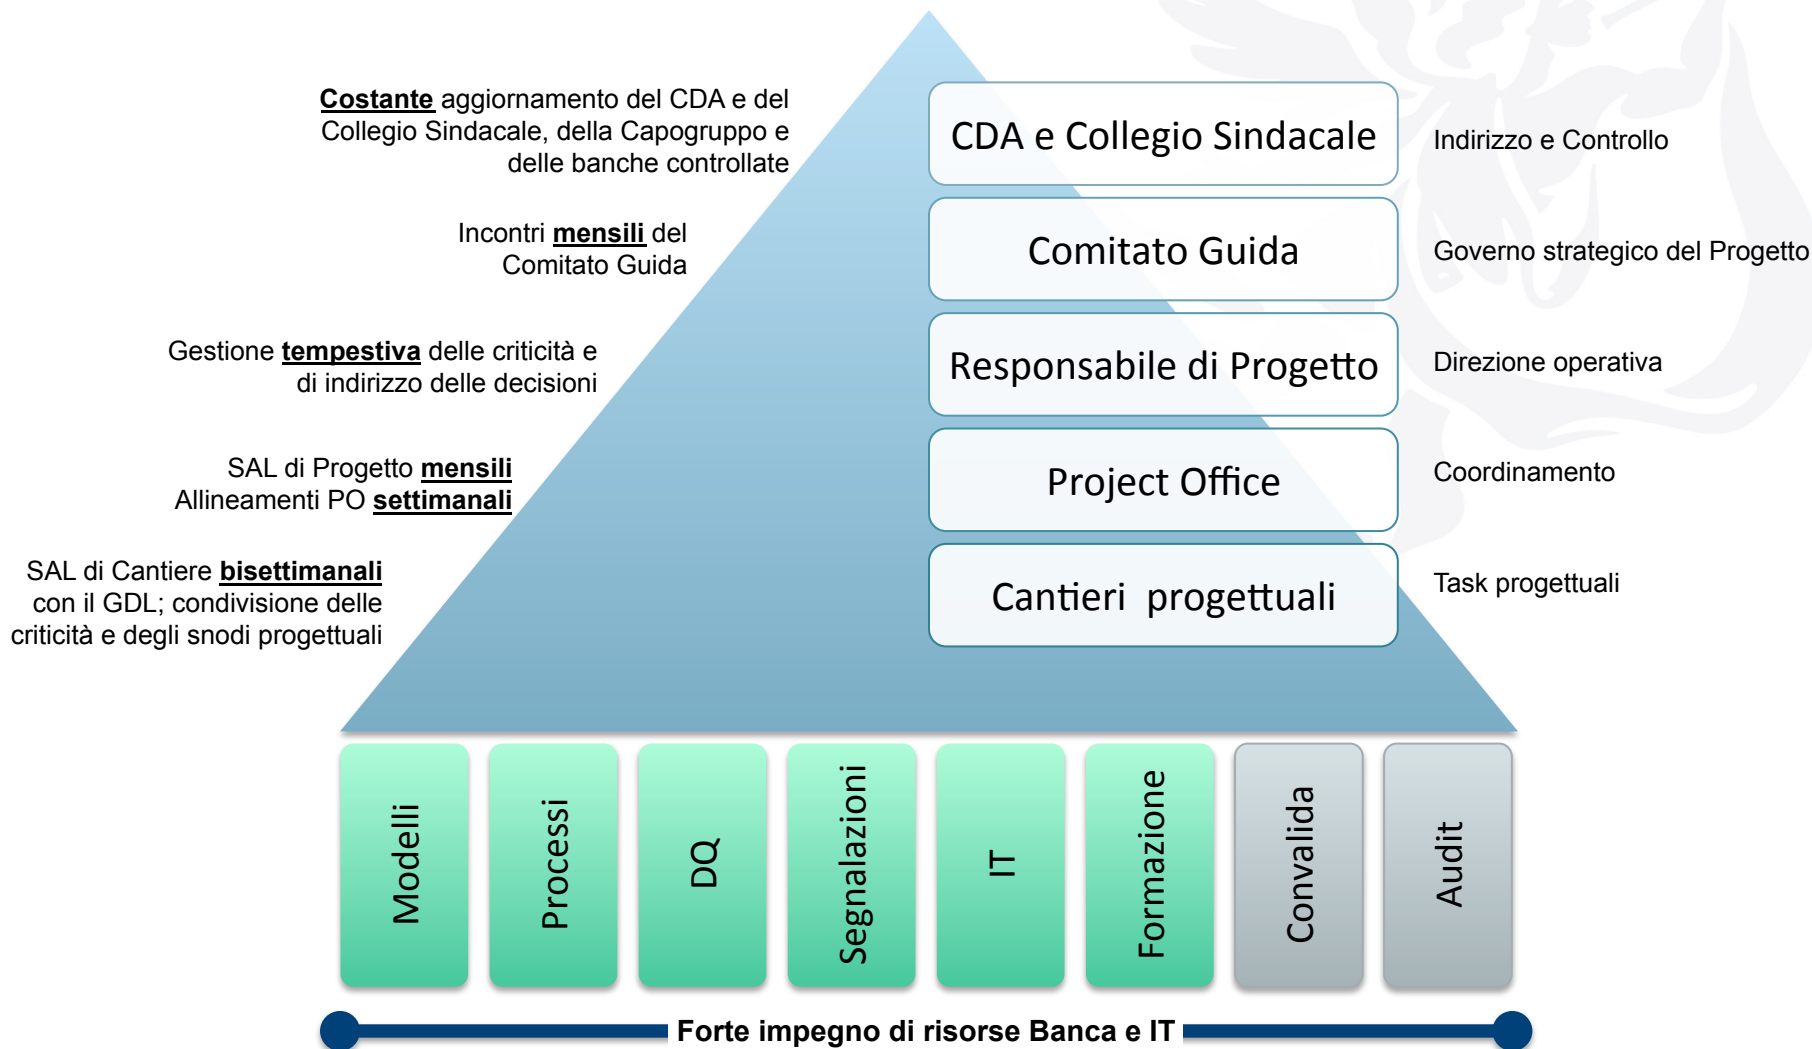 Costante aggiornamento del CDA e del
Collegio Sindacale, della Capogruppo e
delle banche controllate
CDA e Collegio Sindacale
Indirizzo e Controllo
Incontri mensili del
Comitato Guida
Comitato Guida
Governo strategico del Progetto
Gestione tempestiva delle criticità e
di indirizzo delle decisioni
Responsabile di Progetto
Direzione operativa
SAL di Progetto mensili
Allineamenti PO settimanali
Project Office
Coordinamento
SAL di Cantiere bisettimanali
con il GDL; condivisione delle
criticità e degli snodi progettuali
Cantieri progettuali
Task progettuali
Modelli
Processi
DQ
Segnalazioni
IT
Formazione
Convalida
Audit
Forte impegno di risorse Banca e IT